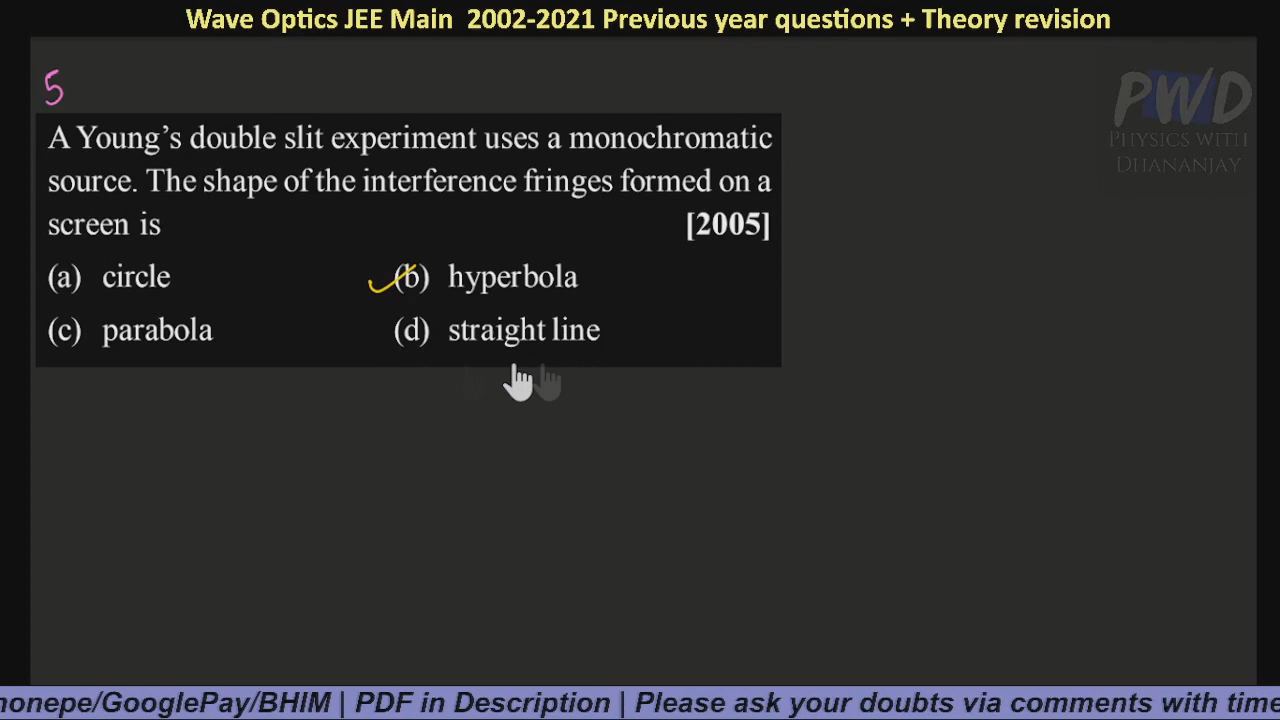 Wave Optics JEE Main 2002-2021 Previous year questions + Theory revision
5
PWD
PHYSICS WITH
DHANANJAY
A Young's double slit experiment uses a monochromatic
source. The shape of the interference fringes formed on a
screen is [2005]
(a) circle (b) hyperbola
(c) parabola (d) straight line
honepe/GooglePay/BHIM | PDF in Description | Please ask your doubts via comments with time